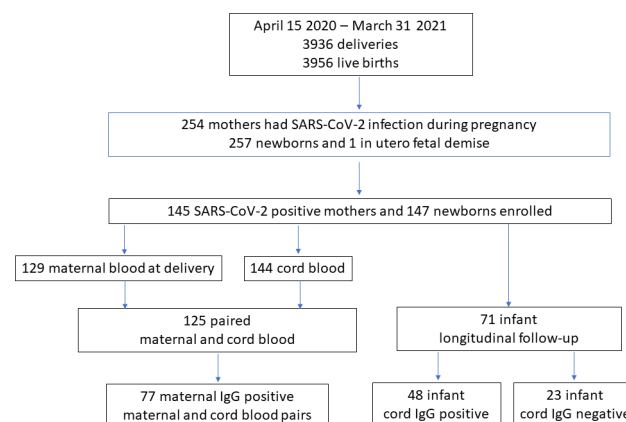 April 15 2020 – March 31 2021
3936 deliveries
3956 live births
254 mothers had SARS-CoV-2 infection during pregnancy
257 newborns and 1 in utero fetal demise
145 SARS-CoV-2 positive mothers and 147 newborns enrolled
129 maternal blood at delivery
144 cord blood
125 paired
maternal and cord blood
71 infant
longitudinal follow-up
77 maternal IgG positive
maternal and cord blood pairs
48 infant
cord IgG positive
23 infant
cord IgG negative